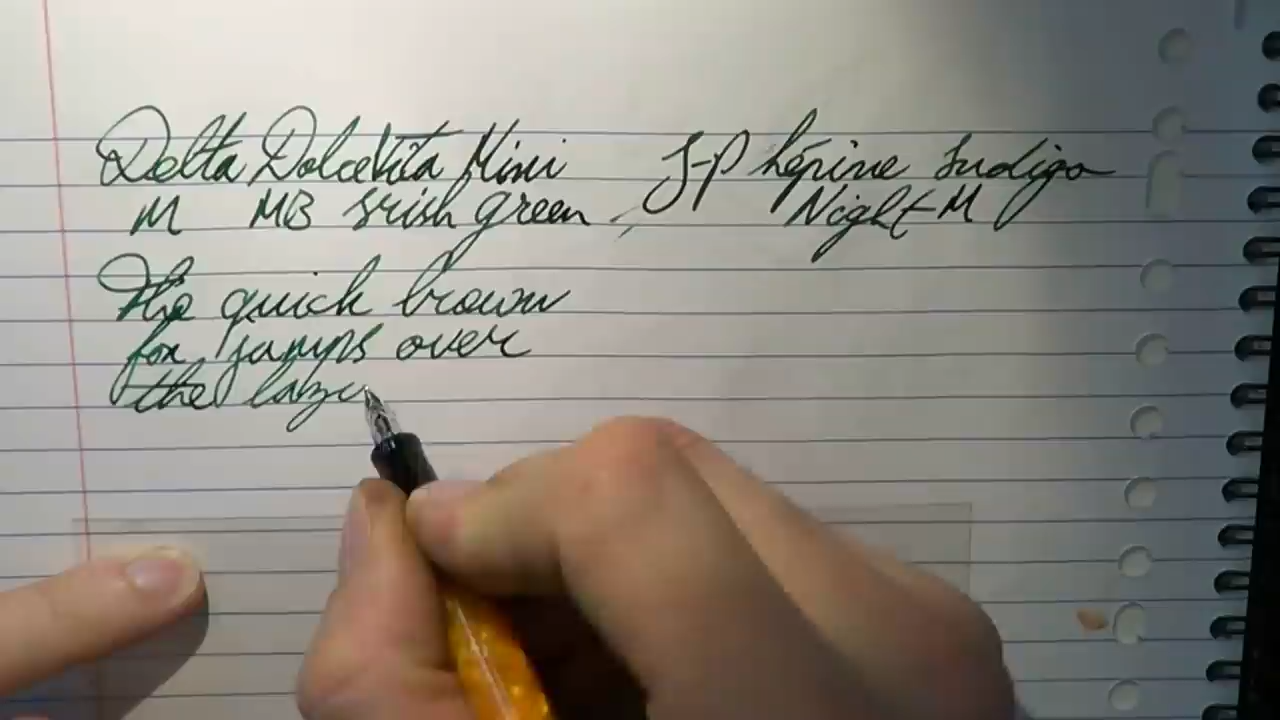 Delta DolceVita Mini
M MB Irish green
J-P Lépine Indigo
Night M
The quick brown
fox jumps over
the lazy